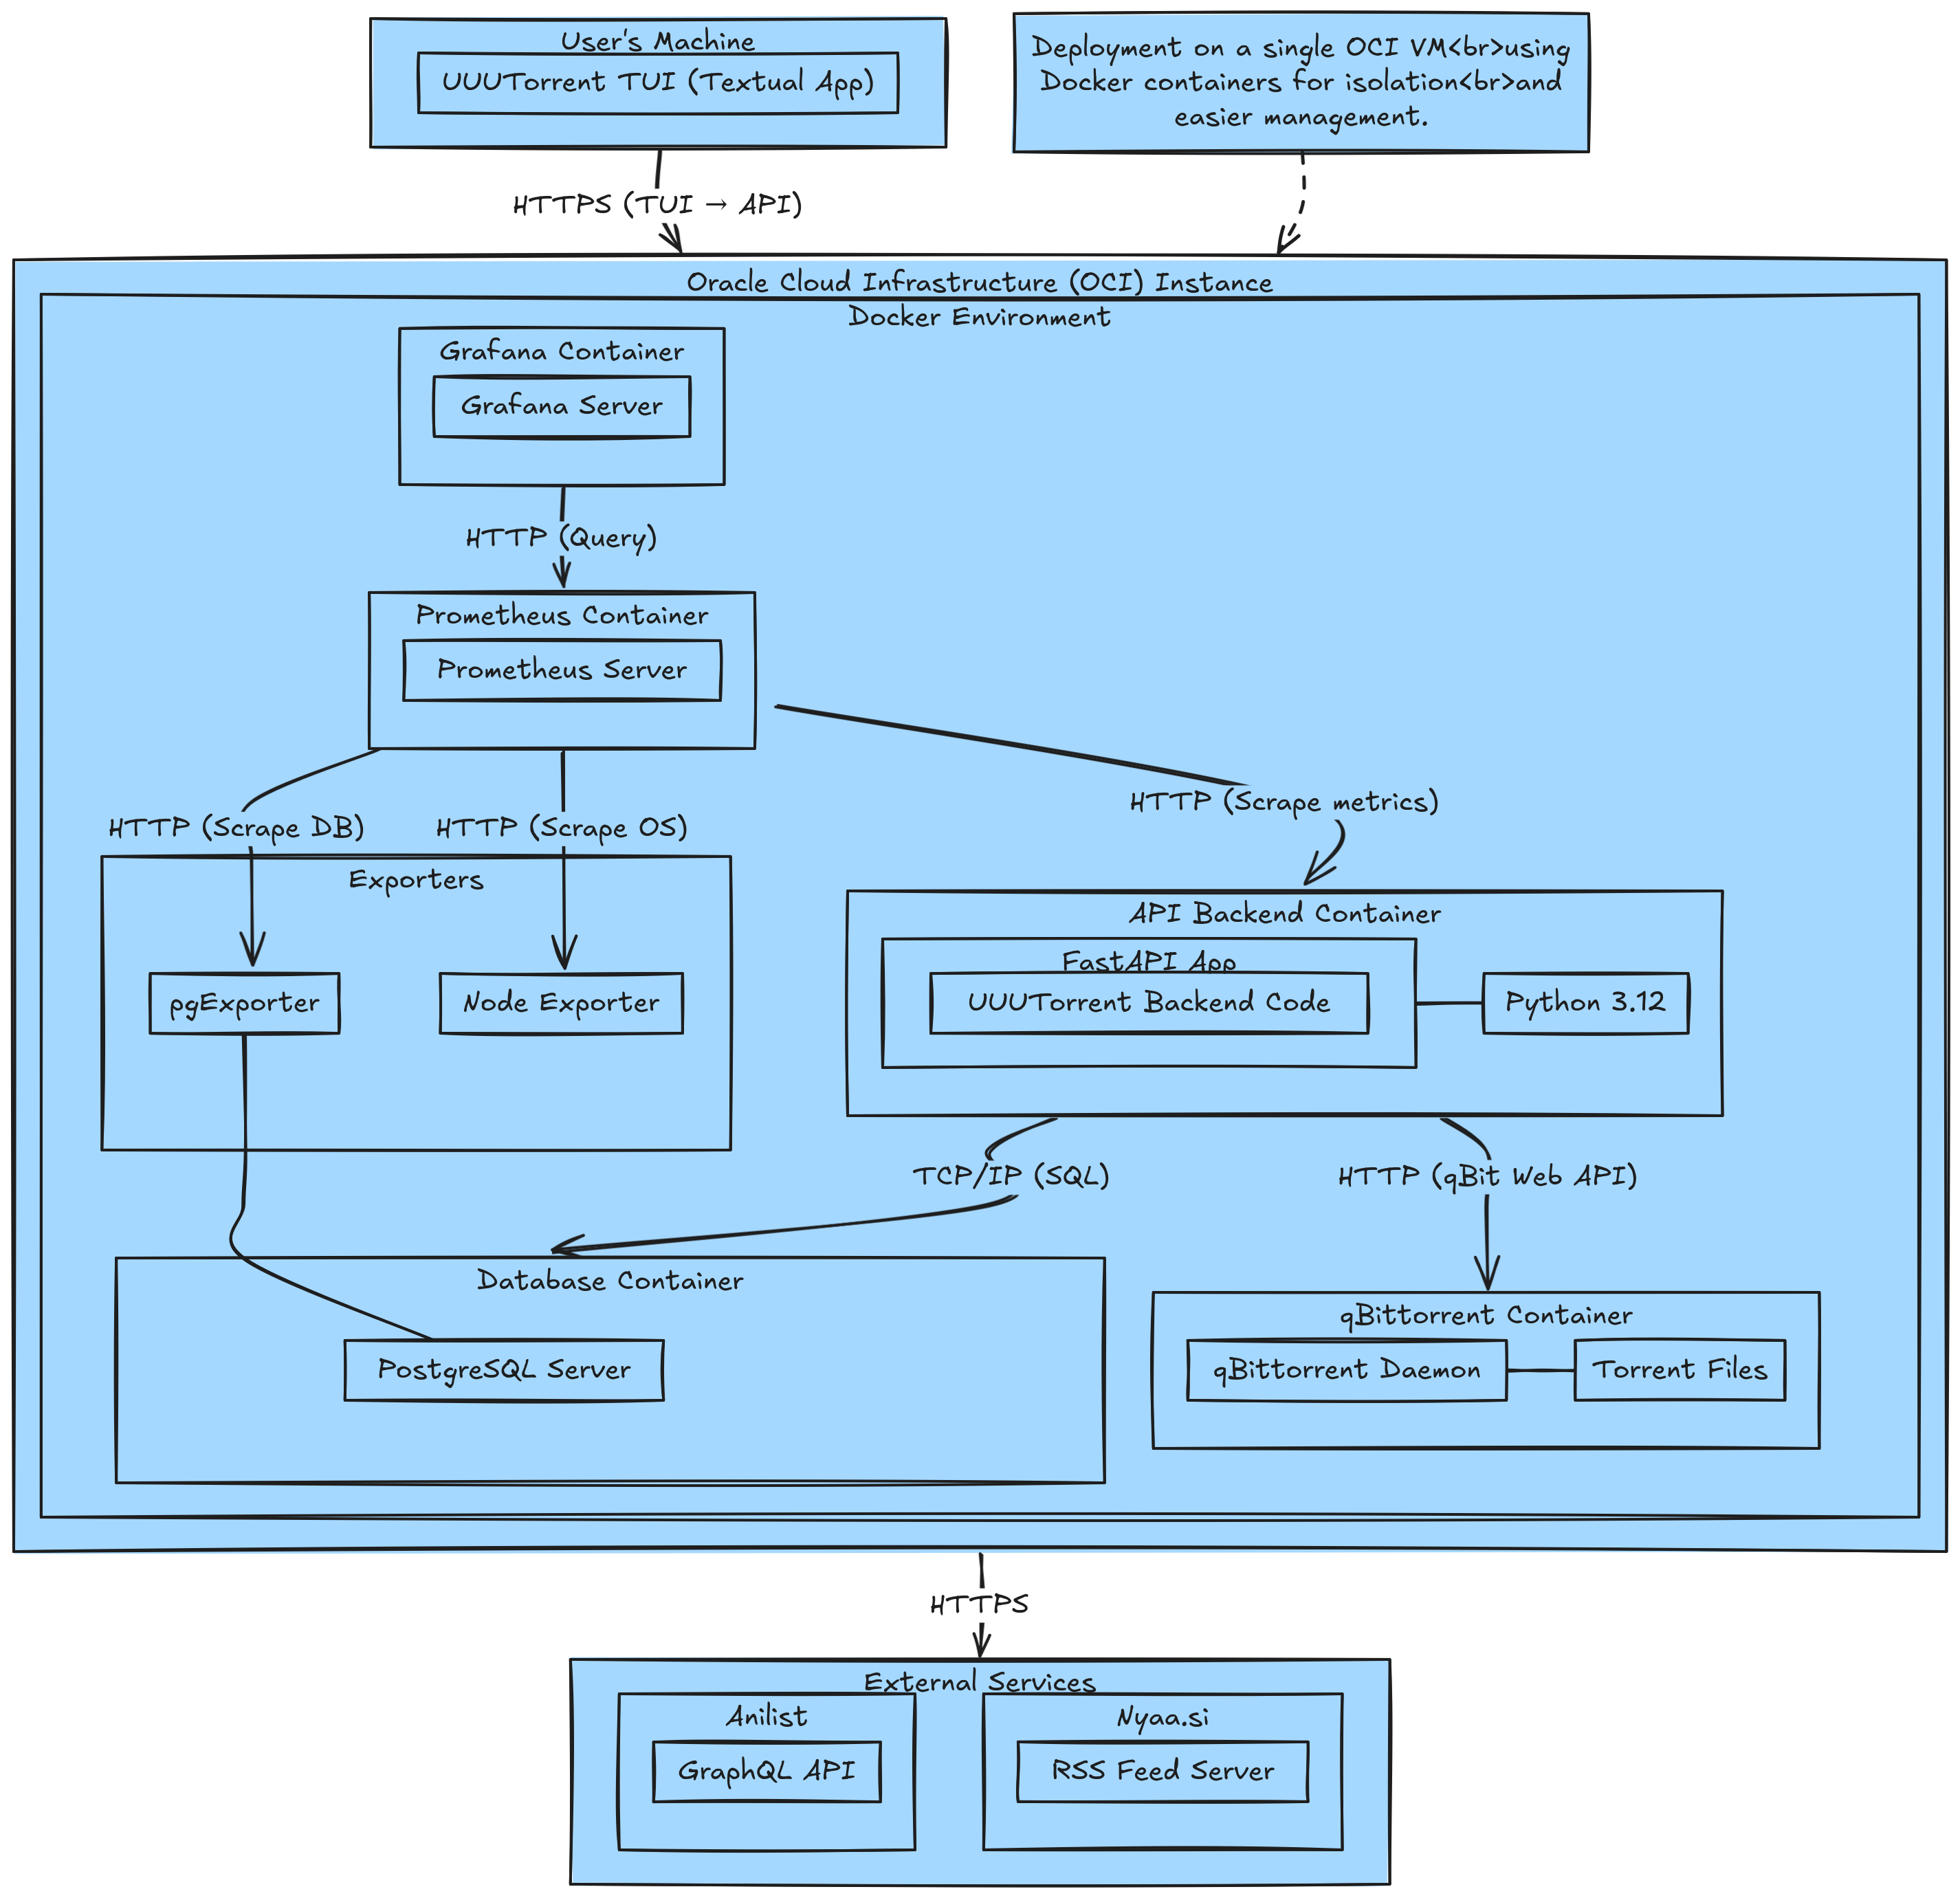 User's Machine
UUUTorrent TUI (Textual App)
Deployment on a single OCI VM<br>using
Docker containers for isolation<br>and
easier management.
HTTPS (TUI → API)
Oracle Cloud Infrastructure (OCI) Instance
Docker Environment
Grafana Container
Grafana Server
HTTP (Query)
Prometheus Container
Prometheus Server
HTTP (Scrape DB)
HTTP (Scrape OS)
HTTP (Scrape metrics)
Exporters
pgExporter
Node Exporter
API Backend Container
FastAPI App
UUUTorrent Backend Code
Python 3.12
TCP/IP (SQL)
HTTP (qBit Web API)
Database Container
PostgreSQL Server
qBittorrent Container
qBittorrent Daemon
Torrent Files
HTTPS
External Services
Anilist
GraphQL API
Nyaa.si
RSS Feed Server